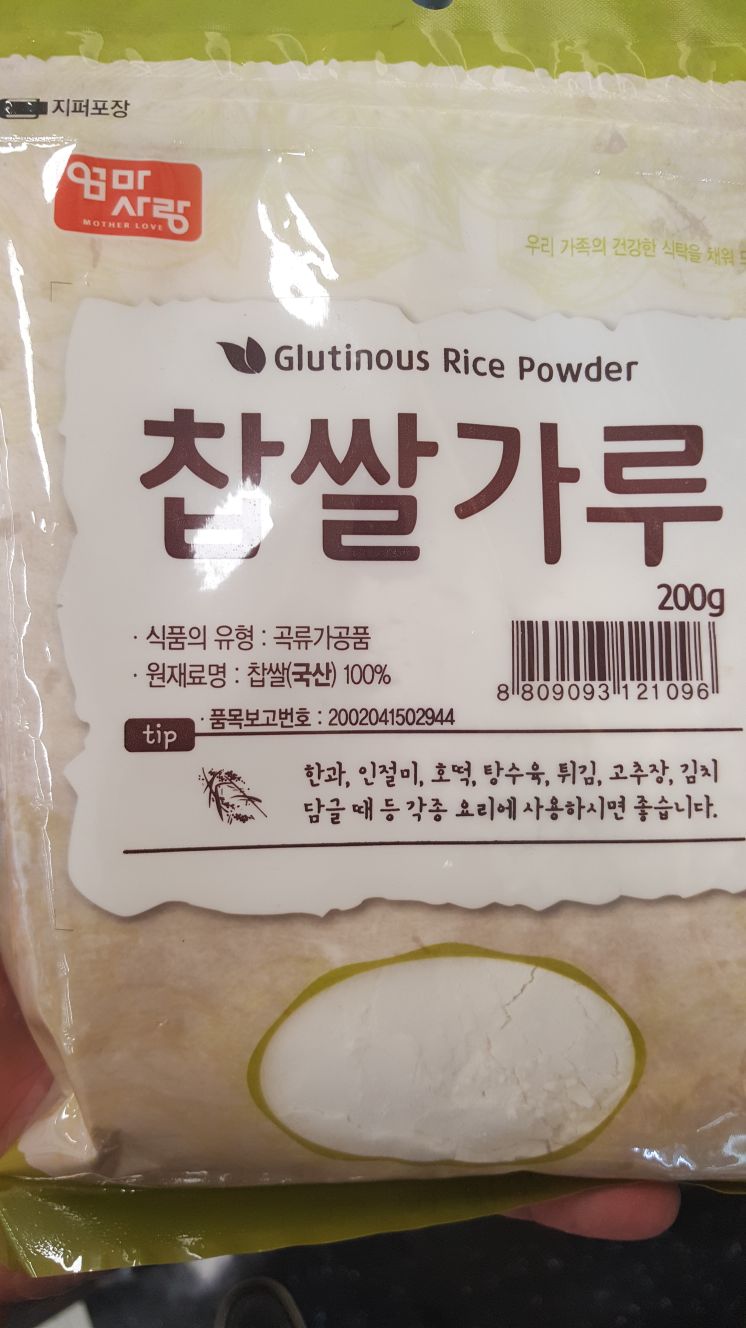 지퍼포장
엄마
사랑
MOTHER LOVE
우리 가족의 건강한 식탁을 채워
Glutinous Rice Powder
찹쌀가루
200g
· 식품의 유형 : 곡류가공품
· 원재료명 : 찹쌀(국산) 100%
8 809093 121096
· 품목보고번호 : 2002041502944
tip
한과, 인절미, 호떡, 탕수육, 튀김, 고추장, 김치
담글 때 등 각종 요리에 사용하시면 좋습니다.